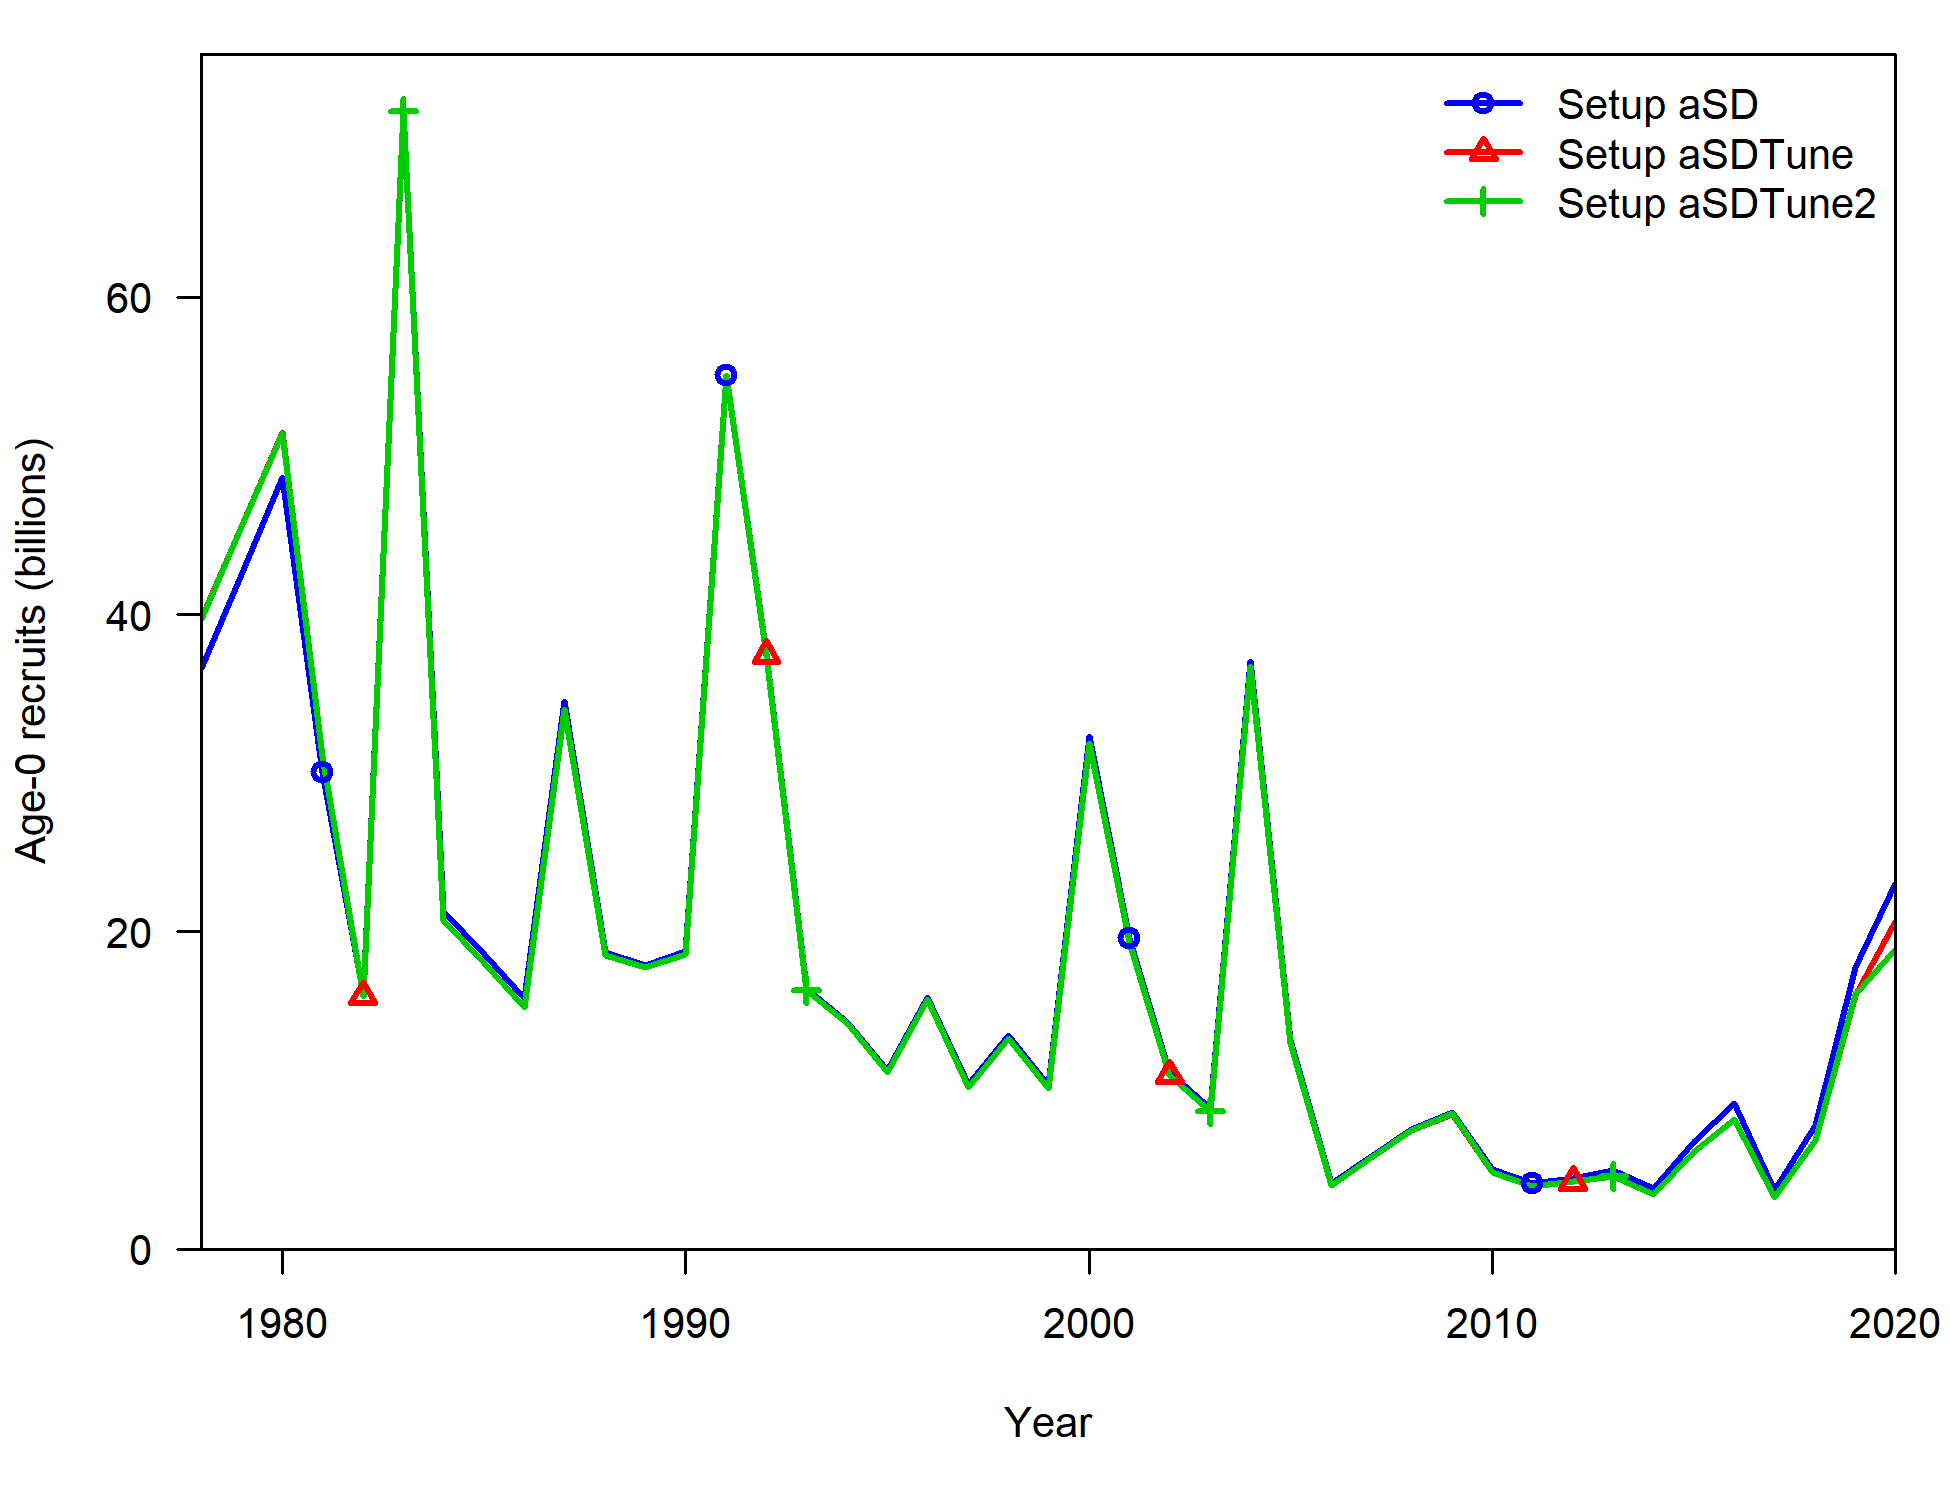 Setup aSD
Setup aSDTune
Setup aSDTune2
Age-0 recruits (billions)
60
40
20
0
1980 1990 2000 2010 2020
Year